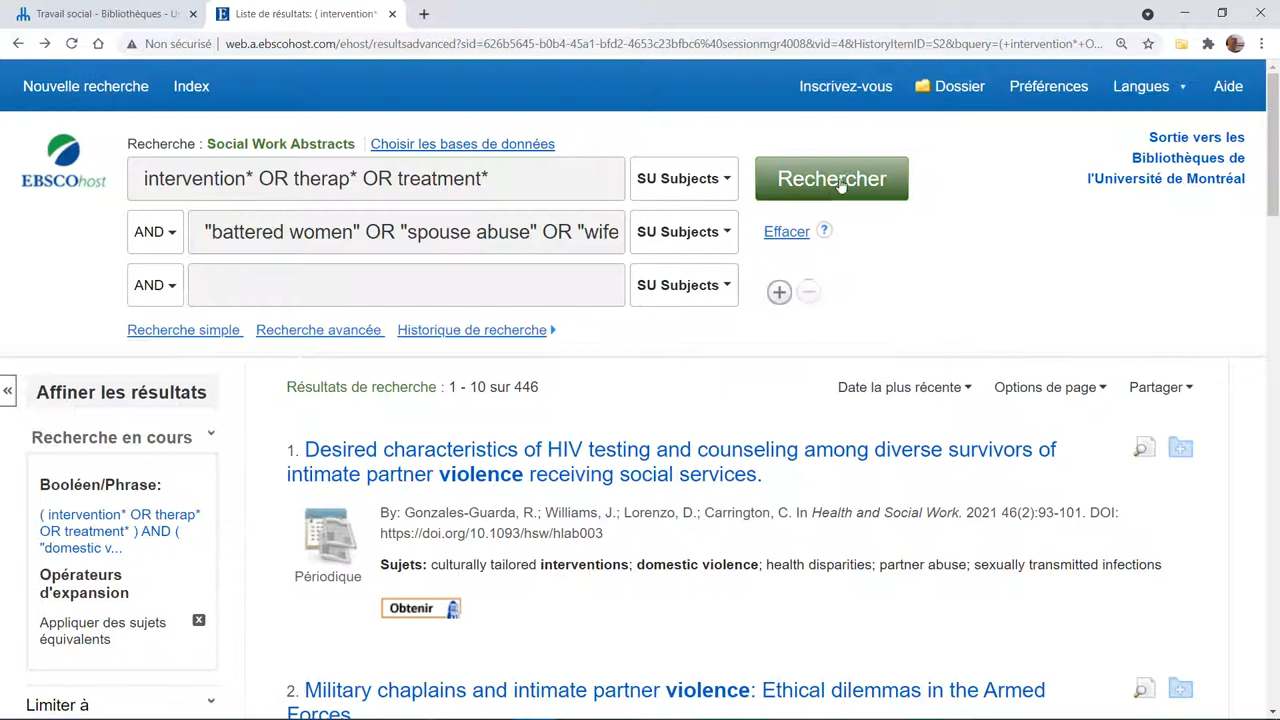 Travail social - Bibliothèques - U
Liste de résultats: ( intervention*
Non sécurisé
web.a.ebscohost.com/ehost/resultsadvanced?sid=626b5645-b0b4-45a1-bfd2-4653c23bfbc6%40sessionmgr4008&vid=4&HistoryItemID=S2&bquery=(+intervention*+O...
Nouvelle recherche
Index
Inscrivez-vous
Dossier
Préférences
Langues
Aide
EBSCOhost
Recherche : Social Work Abstracts
Choisir les bases de données
intervention* OR therap* OR treatment*
SU Subjects
Rechercher
AND
"battered women" OR "spouse abuse" OR "wife
SU Subjects
Effacer
?
AND
SU Subjects
Recherche simple
Recherche avancée
Historique de recherche
Sortie vers les
Bibliothèques de
l'Université de Montréal
«
Affiner les résultats
Recherche en cours
Booléen/Phrase:
( intervention* OR therap*
OR treatment* ) AND (
"domestic v...
Opérateurs
d'expansion
Appliquer des sujets
équivalents
Limiter à
Résultats de recherche : 1 - 10 sur 446
Date la plus récente
Options de page
Partager
1. Desired characteristics of HIV testing and counseling among diverse survivors of
intimate partner violence receiving social services.
By: Gonzales-Guarda, R.; Williams, J.; Lorenzo, D.; Carrington, C. In Health and Social Work. 2021 46(2):93-101. DOI:
https://doi.org/10.1093/hsw/hlab003
Périodique
Sujets: culturally tailored interventions; domestic violence; health disparities; partner abuse; sexually transmitted infections
Obtenir
2. Military chaplains and intimate partner violence: Ethical dilemmas in the Armed
Forces.